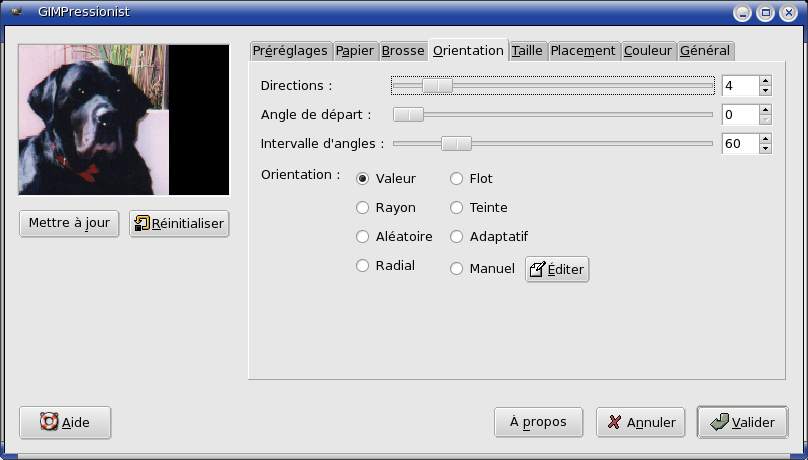 GIMPressionist
Préréglages Papier Brosse Orientation Taille Placement Couleur Général
Directions : 4
Angle de départ : 0
Intervalle d'angles : 60
Orientation : Valeur Flot
Rayon Teinte
Aléatoire Adaptatif
Radial Manuel Éditer
Mettre à jour Réinitialiser
Aide À propos Annuler Valider